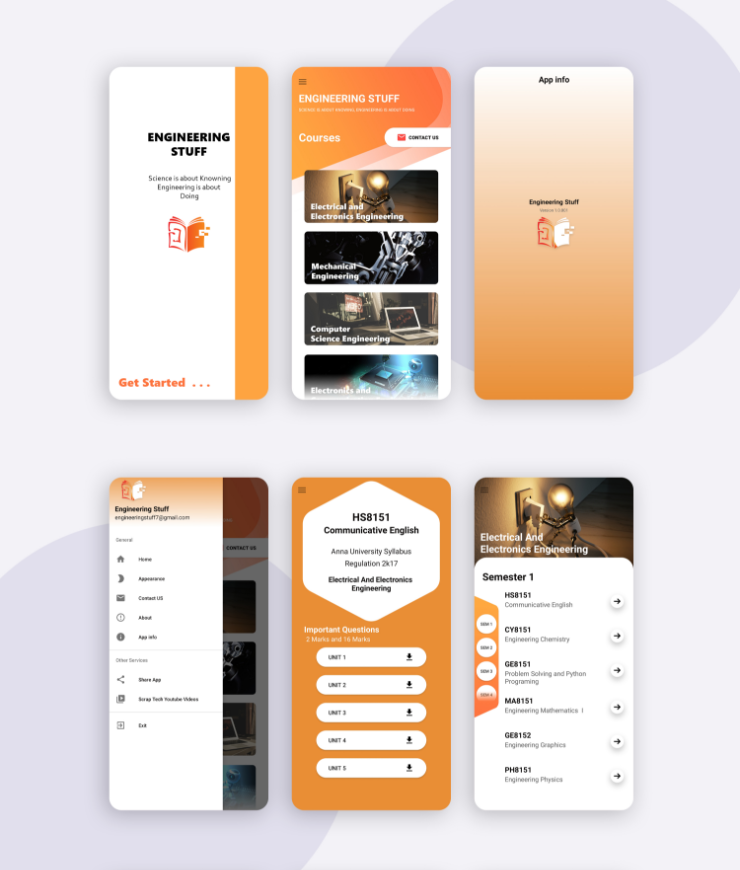 ENGINEERING
STUFF
Science is about Knowning
Engineering is about
Doing
Get Started . . .
ENGINEERING STUFF
SCIENCE IS ABOUT KNOWING ENGINEERING IS ABOUT DOING
Courses
CONTACT US
Electrical and
Electronics Engineering
Mechanical
Engineering
Computer
Science Engineering
Electronics and
App info
Engineering Stuff
Engineering Stuff
engineeringstuff7@gmail.com
General
Home
Appearance
Contact US
About
App info
Other Services
Share App
Scrap Tech Youtube Videos
Exit
CONTACT US
HS8151
Communicative English
Anna University Syllabus
Regulation 2k17
Electrical And Electronics
Engineering
Important Questions
2 Marks and 16 Marks
UNIT 1
UNIT 2
UNIT 3
UNIT 4
UNIT 5
Electrical And
Electronics Engineering
Semester 1
SEM 1
SEM 2
SEM 3
SEM 4
HS8151
Communicative English
CY8151
Engineering Chemistry
GE8151
Problem Solving and Python
Programing
MA8151
Engineering Mathematics I
GE8152
Engineering Graphics
PH8151
Engineering Physics